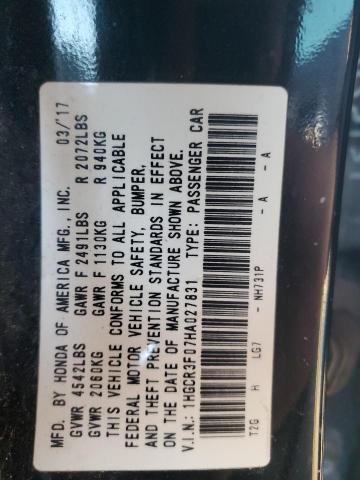 MFD. BY HONDA OF AMERICA MFG., INC. 03/'17
GVWR 4542LBS GAWR F 2491LBS R 2072LBS
GVWR 2060KG GAWR F 1130KG R 940KG
THIS VEHICLE CONFORMS TO ALL APPLICABLE
FEDERAL MOTOR VEHICLE SAFETY, BUMPER,
AND THEFT PREVENTION STANDARDS IN EFFECT
ON THE DATE OF MANUFACTURE SHOWN ABOVE.
V.I.N.: 1HGCR3F07HA027831 TYPE: PASSENGER CAR
T2G A LG7 NH731P - A - A